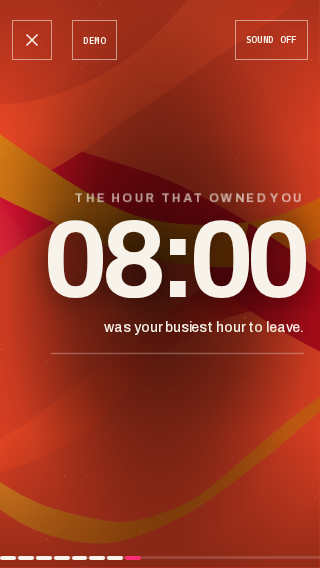 DEMO
SOUND OFF
THE HOUR THAT OWNED YOU
08:00
was your busiest hour to leave.